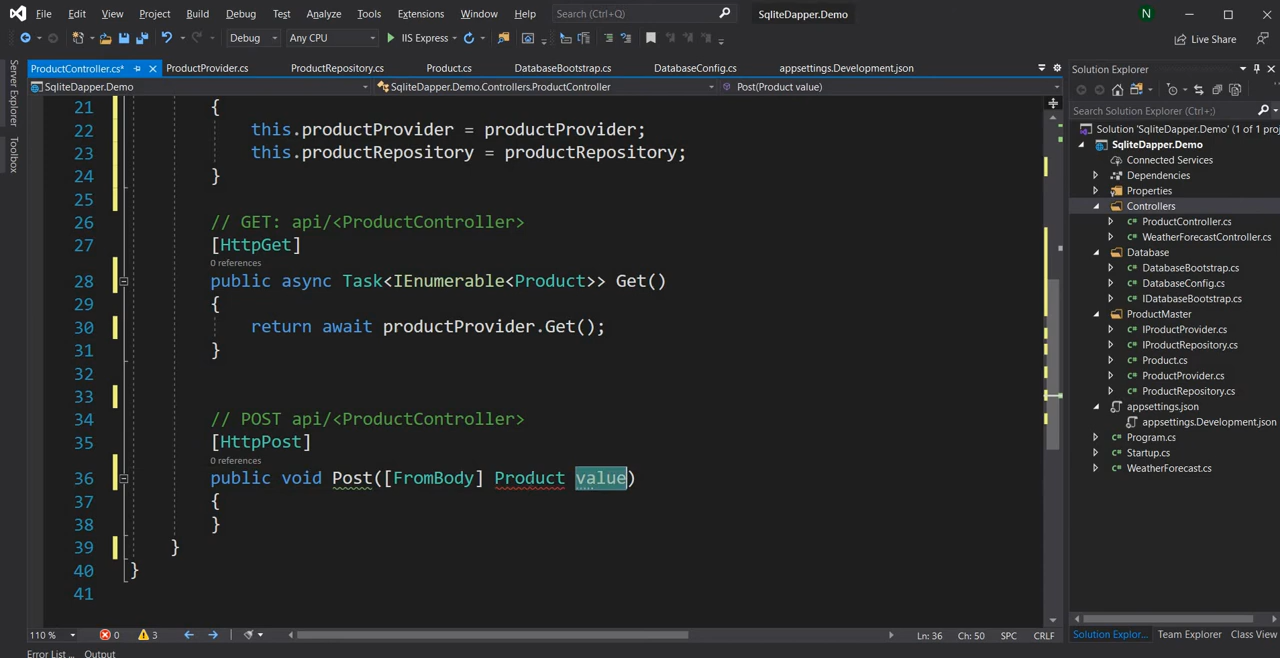 File Edit View Project Build Debug Test Analyze Tools Extensions Window Help Search (Ctrl+Q) SqliteDapper.Demo N
Debug Any CPU IIS Express Live Share
ProductController.cs* ProductProvider.cs ProductRepository.cs Product.cs DatabaseBootstrap.cs DatabaseConfig.cs appsettings.Development.json
SqliteDapper.Demo SqliteDapper.Demo.Controllers.ProductController Post(Product value)
Server Explorer
Toolbox
21 {
22 this.productProvider = productProvider;
23 this.productRepository = productRepository;
24 }
25
26 // GET: api/<ProductController>
27 [HttpGet]
0 references
28 public async Task<IEnumerable<Product>> Get()
29 {
30 return await productProvider.Get();
31 }
32
33
34 // POST api/<ProductController>
35 [HttpPost]
0 references
36 public void Post([FromBody] Product value)
37 {
38 }
39 }
40 }
41
110 % 0 3 Ln: 36 Ch: 50 SPC CRLF
Error List ... Output
Solution Explorer
Search Solution Explorer (Ctrl+;)
Solution 'SqliteDapper.Demo' (1 of 1 proj
SqliteDapper.Demo
Connected Services
Dependencies
Properties
Controllers
ProductController.cs
WeatherForecastController.cs
Database
DatabaseBootstrap.cs
DatabaseConfig.cs
IDatabaseBootstrap.cs
ProductMaster
IProductProvider.cs
IProductRepository.cs
Product.cs
ProductProvider.cs
ProductRepository.cs
appsettings.json
appsettings.Development.json
Program.cs
Startup.cs
WeatherForecast.cs
Solution Explor... Team Explorer Class View